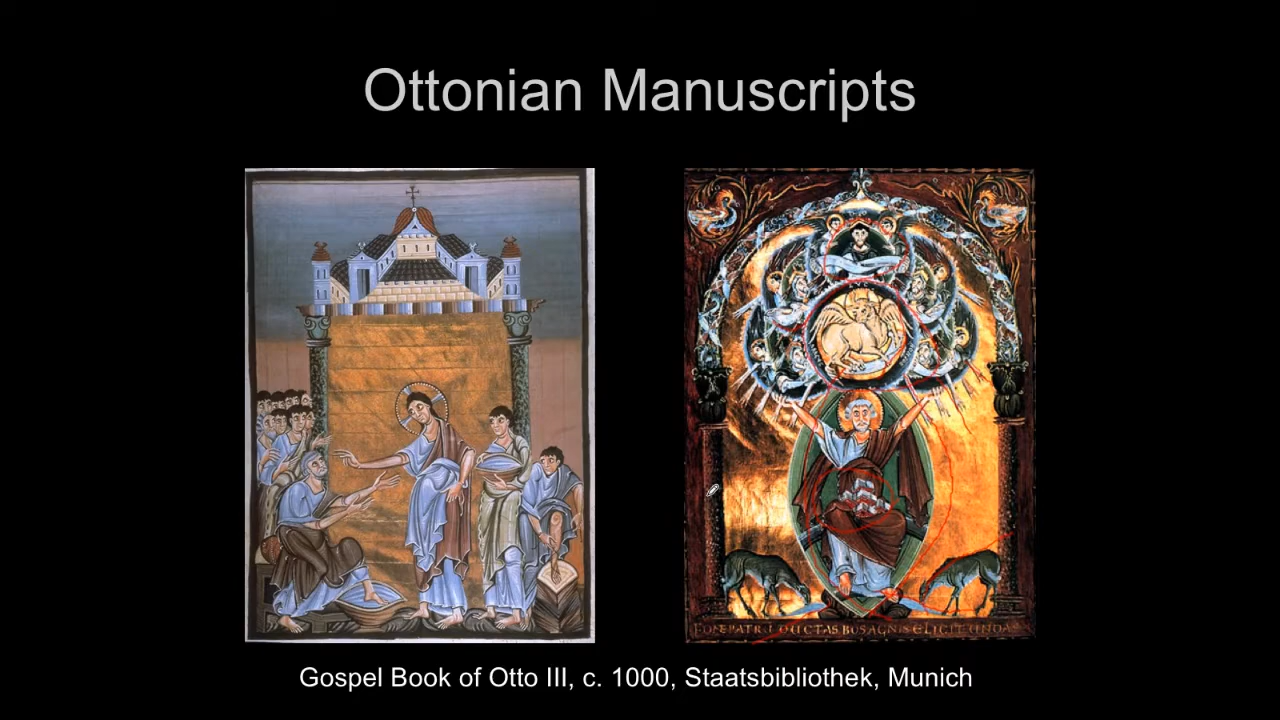 Ottonian Manuscripts
Gospel Book of Otto III, c. 1000, Staatsbibliothek, Munich